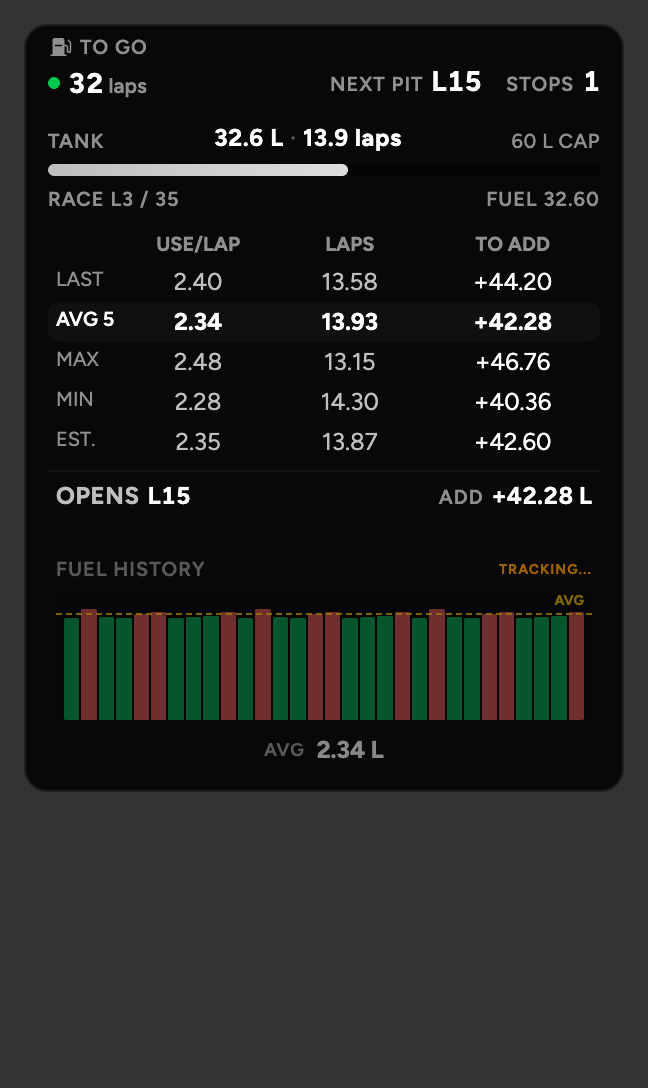 TO GO
32 laps NEXT PIT L15 STOPS 1
TANK 32.6 L · 13.9 laps 60 L CAP
RACE L3 / 35 FUEL 32.60
USE/LAP LAPS TO ADD
LAST 2.40 13.58 +44.20
AVG 5 2.34 13.93 +42.28
MAX 2.48 13.15 +46.76
MIN 2.28 14.30 +40.36
EST. 2.35 13.87 +42.60
OPENS L15 ADD +42.28 L
FUEL HISTORY TRACKING...
AVG
AVG 2.34 L